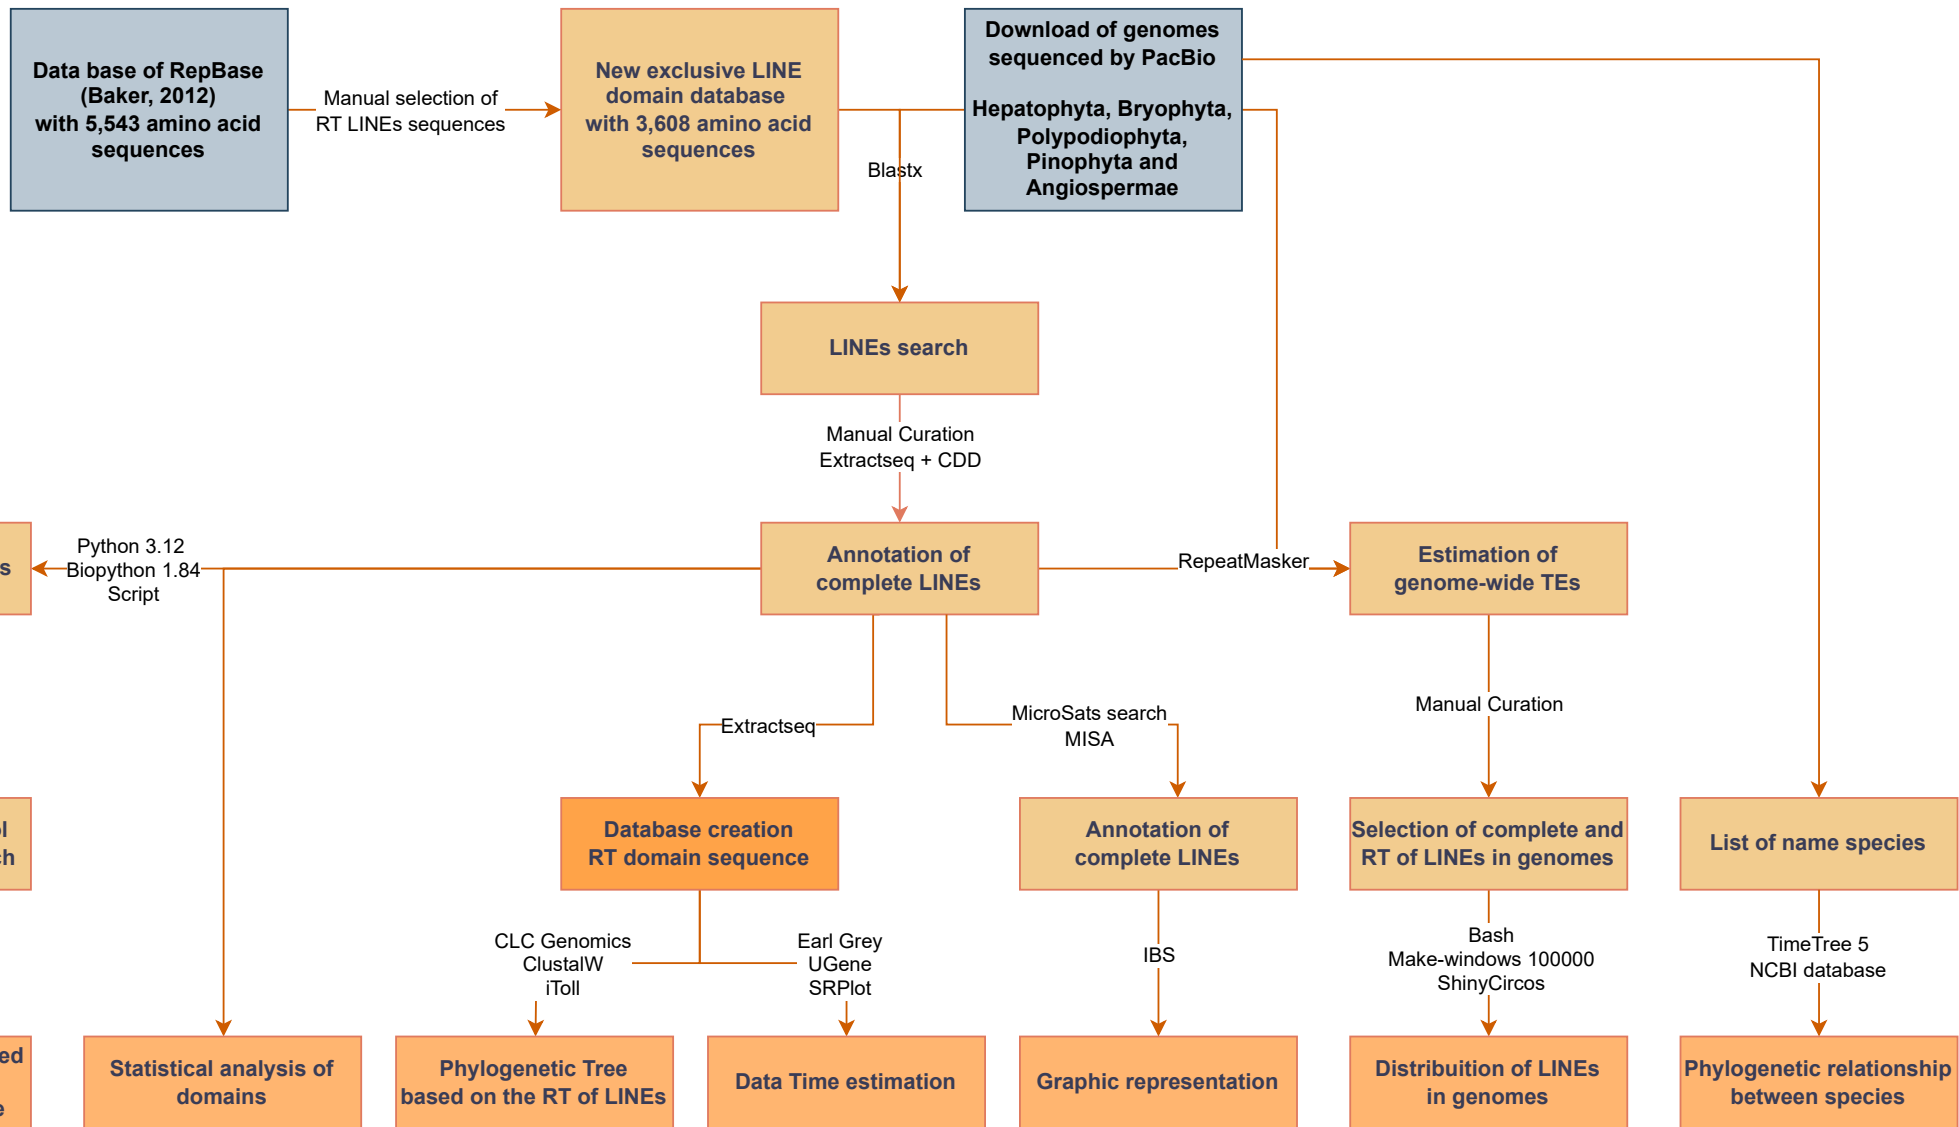 Data base of RepBase
(Baker, 2012)
with 5,543 amino acid
sequences
Manual selection of
RT LINEs sequences
New exclusive LINE
domain database
with 3,608 amino acid
sequences
Blastx
Download of genomes
sequenced by PacBio
Hepatophyta, Bryophyta,
Polypodiophyta,
Pinophyta and
Angiospermae
LINEs search
Manual Curation
Extractseq + CDD
s
Python 3.12
Biopython 1.84
Script
Annotation of
complete LINEs
RepeatMasker
Estimation of
genome-wide TEs
Extractseq
MicroSats search
MISA
Manual Curation
ol
ch
Database creation
RT domain sequence
Annotation of
complete LINEs
Selection of complete and
RT of LINEs in genomes
List of name species
CLC Genomics
ClustalW
iToll
Earl Grey
UGene
SRPlot
IBS
Bash
Make-windows 100000
ShinyCircos
TimeTree 5
NCBI database
ed
e
Statistical analysis of
domains
Phylogenetic Tree
based on the RT of LINEs
Data Time estimation
Graphic representation
Distribuition of LINEs
in genomes
Phylogenetic relationship
between species